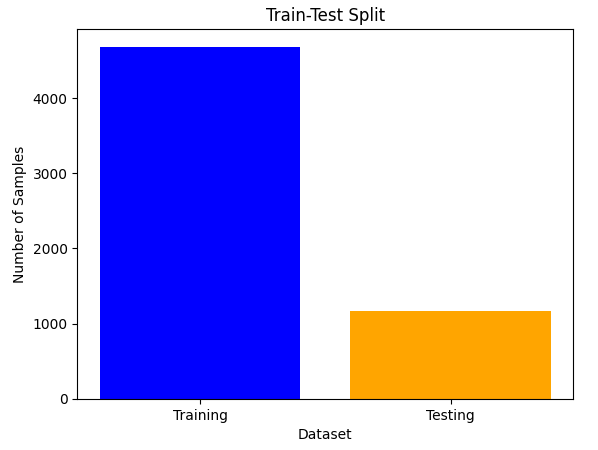 Train-Test Split
Number of Samples
4000
3000
2000
1000
0
Training
Testing
Dataset